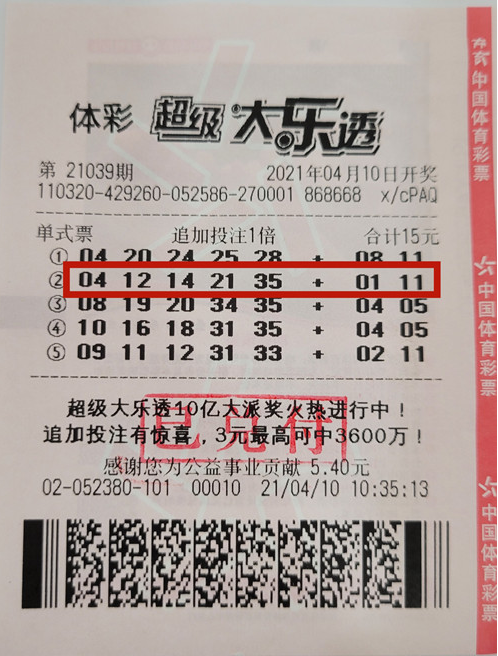 体彩 超级大乐透
第 21039期 2021年04月10日开奖
110320-429260-052586-270001 868668 x/cPAQ
单式票 追加投注1倍 合计15元
① 04 20 24 25 28 + 08 11
② 04 12 14 21 35 + 01 11
③ 08 19 20 34 35 + 04 05
④ 10 16 18 31 35 + 04 05
⑤ 09 11 12 31 33 + 02 11
超级大乐透10亿大派奖火热进行中！
追加投注有惊喜，3元最高可中3600万！
已兑付
感谢您为公益事业贡献 5.40元
02-052380-101 00010 21/04/10 10:35:13
体育彩票
中国体育彩票
中国体育彩票